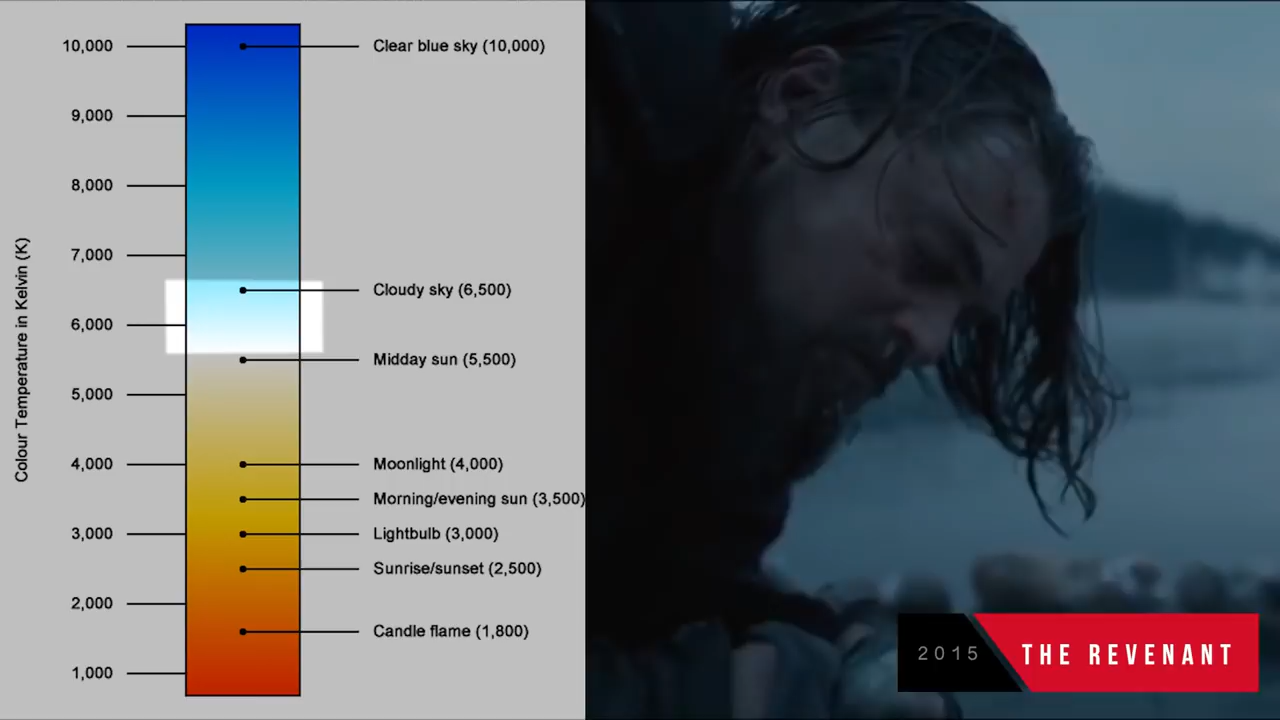 Colour Temperature in Kelvin (K)
10,000
9,000
8,000
7,000
6,000
5,000
4,000
3,000
2,000
1,000
Clear blue sky (10,000)
Cloudy sky (6,500)
Midday sun (5,500)
Moonlight (4,000)
Morning/evening sun (3,500)
Lightbulb (3,000)
Sunrise/sunset (2,500)
Candle flame (1,800)
2015 THE REVENANT